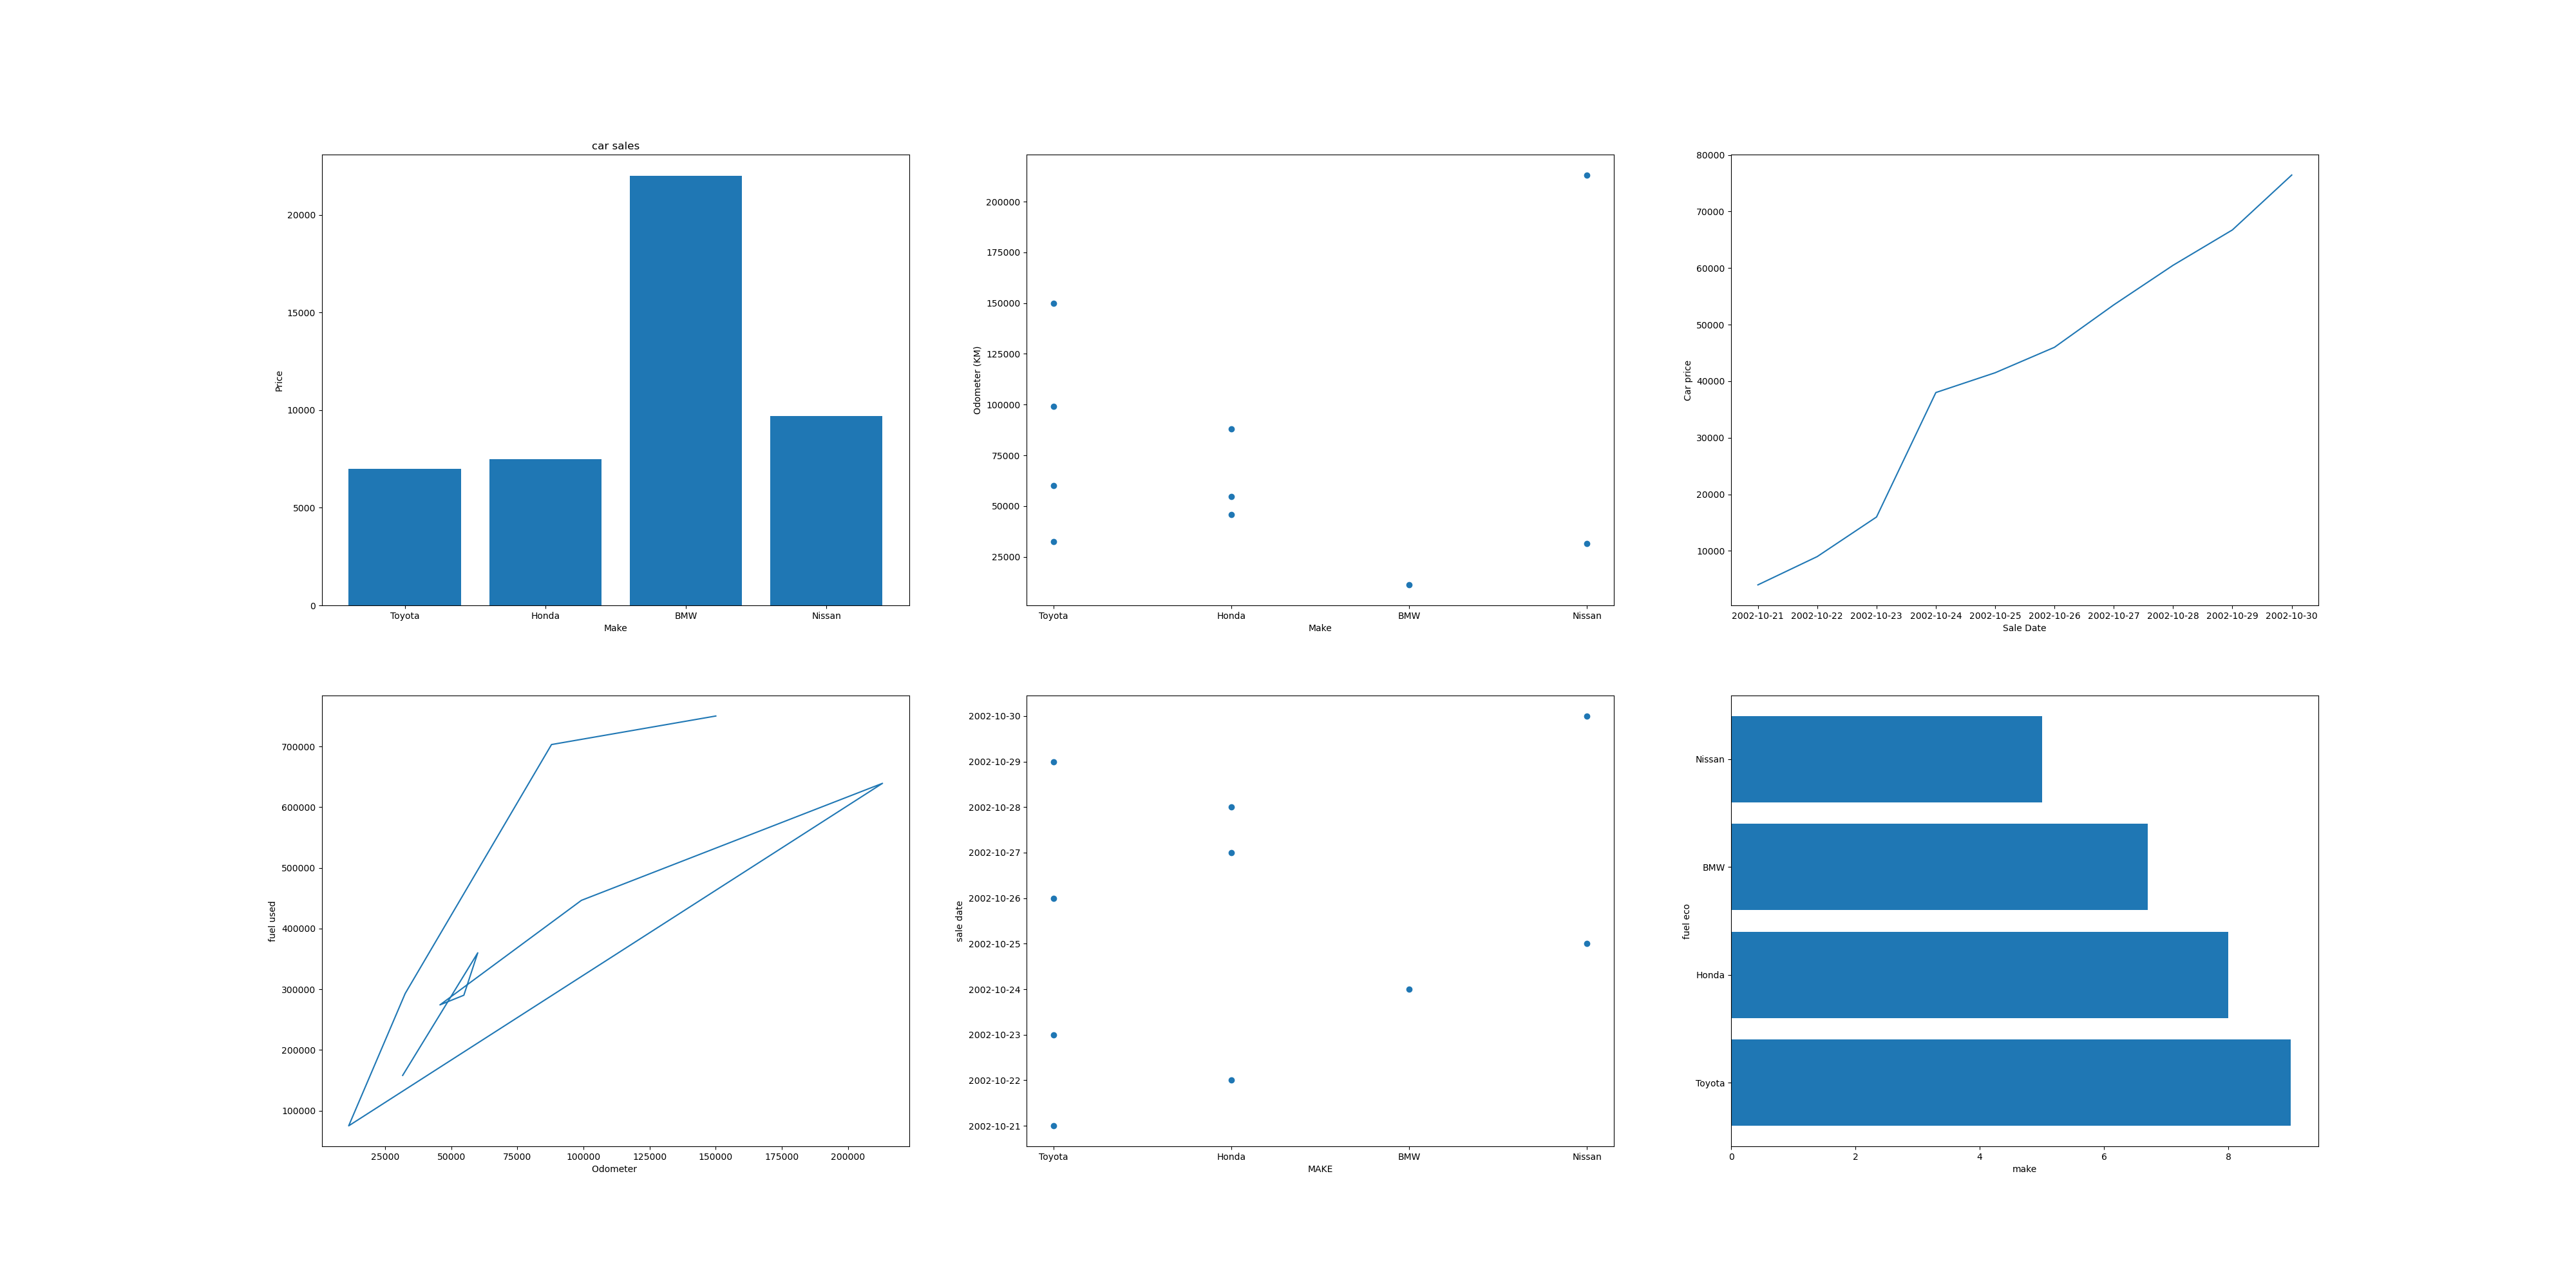 car sales
Price
20000
15000
10000
5000
0
Toyota Honda BMW Nissan
Make
Odometer (KM)
200000
175000
150000
125000
100000
75000
50000
25000
Toyota Honda BMW Nissan
Make
Car price
80000
70000
60000
50000
40000
30000
20000
10000
2002-10-21 2002-10-22 2002-10-23 2002-10-24 2002-10-25 2002-10-26 2002-10-27 2002-10-28 2002-10-29 2002-10-30
Sale Date
fuel used
700000
600000
500000
400000
300000
200000
100000
25000 50000 75000 100000 125000 150000 175000 200000
Odometer
sale date
2002-10-30
2002-10-29
2002-10-28
2002-10-27
2002-10-26
2002-10-25
2002-10-24
2002-10-23
2002-10-22
2002-10-21
Toyota Honda BMW Nissan
MAKE
fuel eco
Nissan
BMW
Honda
Toyota
0 2 4 6 8
make